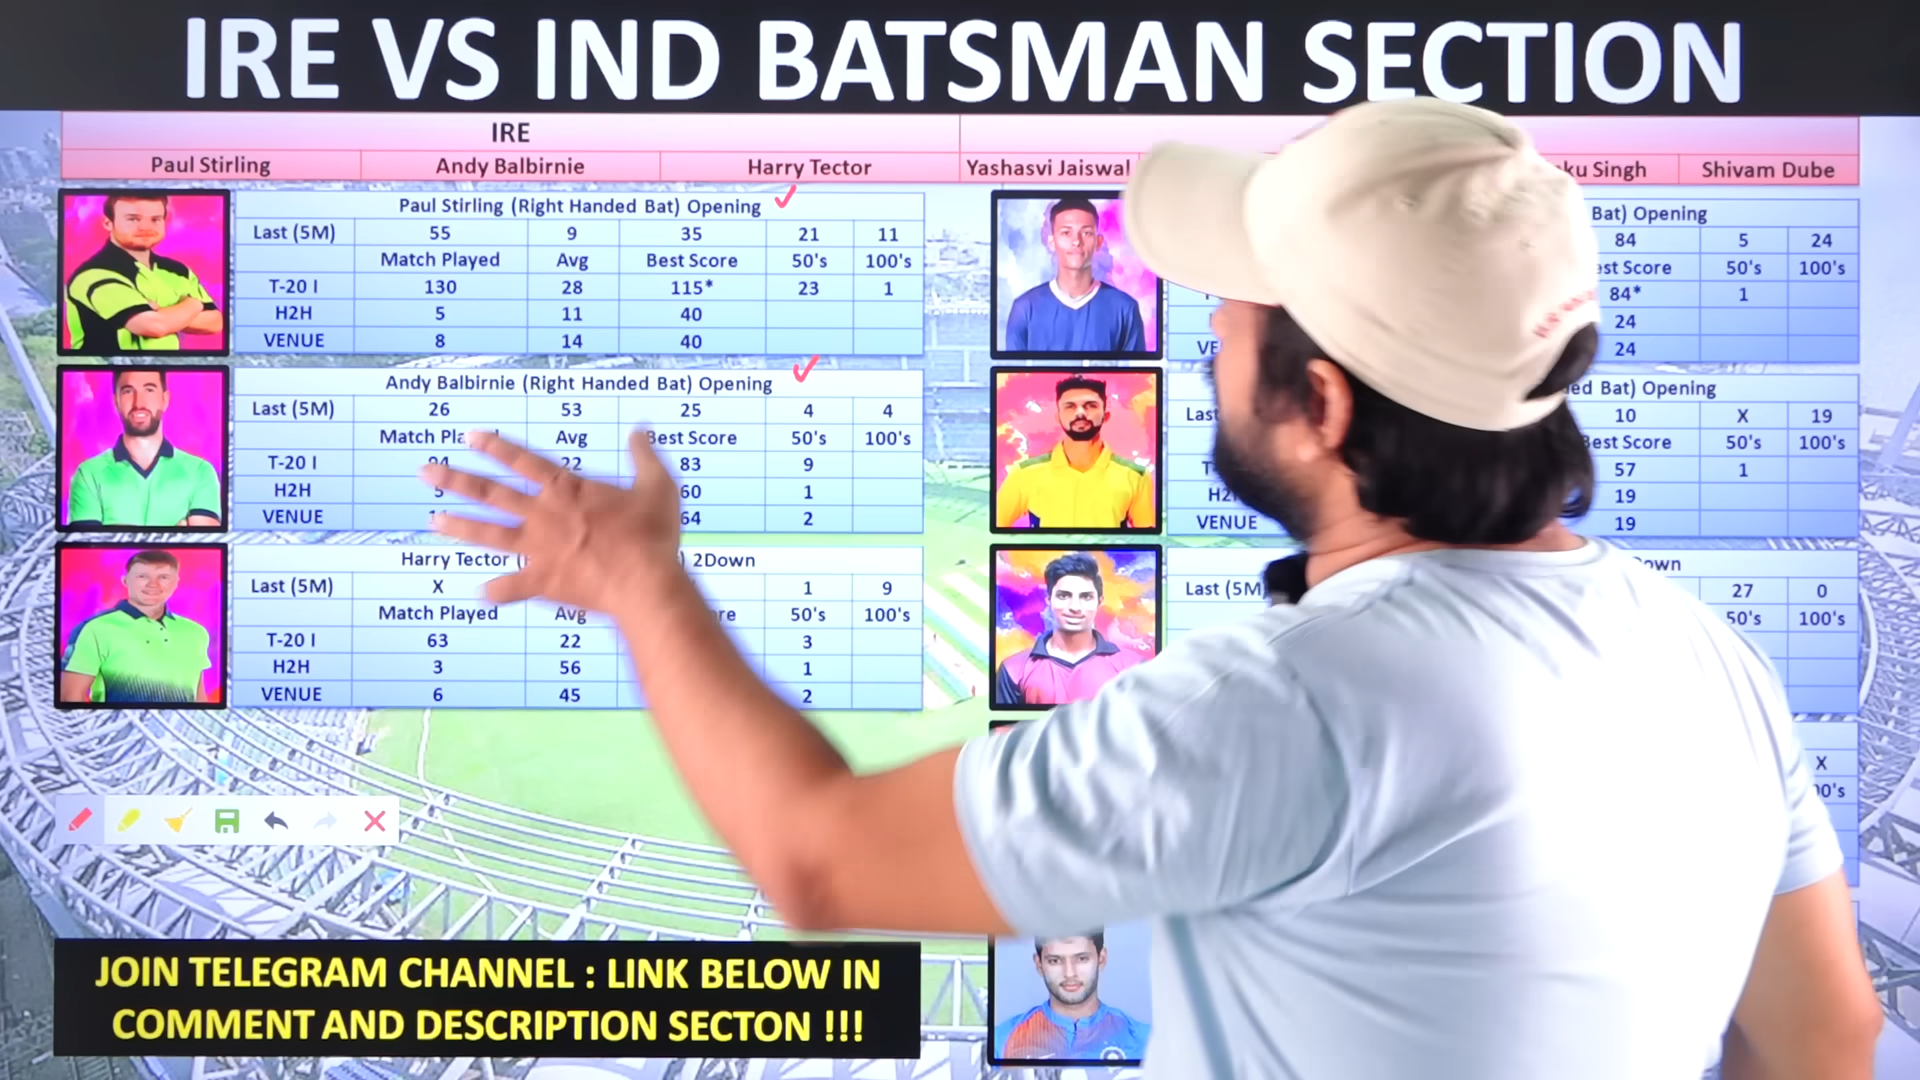 IRE VS IND BATSMAN SECTION
IRE
Paul Stirling Andy Balbirnie Harry Tector Yashasvi Jaiswal Singh Shivam Dube
Paul Stirling (Right Handed Bat) Opening
Last (5M) 55 9 35 21 11
Match Played Avg Best Score 50's 100's
T-20 I 130 28 115* 23 1
H2H 5 11 40
VENUE 8 14 40
Andy Balbirnie (Right Handed Bat) Opening
Last (5M) 26 53 25 4 4
Match Avg Best Score 50's 100's
T-20 I 22 83 9
H2H 5 60 1
VENUE 64 2
Harry Tector 2Down
Last (5M) X 1 9
Match Played Avg 50's 100's
T-20 I 63 22 3
H2H 3 56 1
VENUE 6 45 2
Bat) Opening
84 5 24
Score 50's 100's
84* 1
24
24
Bat) Opening
Last 10 X 19
Best Score 50's 100's
57 1
H2H 19
VENUE 19
Last (5M) 27 0
50's 100's
X
JOIN TELEGRAM CHANNEL : LINK BELOW IN
COMMENT AND DESCRIPTION SECTON !!!